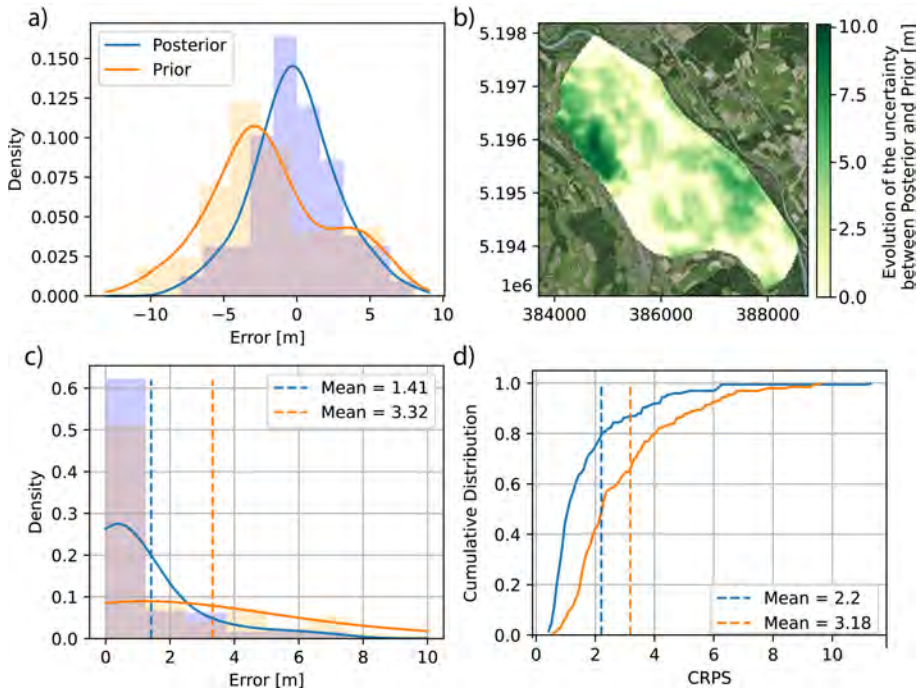 a)
0.150
0.125
0.100
0.075
0.050
0.025
0.000
Density
Posterior
Prior
−10
−5
0
5
Error [m]
b)
5.198
5.197
5.196
5.195
5.194
1e6
384000
386000
388000
10.0
7.5
5.0
2.5
0.0
Evolution of the uncertainty
between Posterior and Prior [m]
c)
0.6
0.5
0.4
0.3
0.2
0.1
0.0
Density
Mean = 1.41
Mean = 3.32
0
2
4
6
8
10
Error [m]
d)
1.0
0.8
0.6
0.4
0.2
0.0
Cumulative Distribution
Mean = 2.2
Mean = 3.18
0
2
4
6
8
10
CRPS